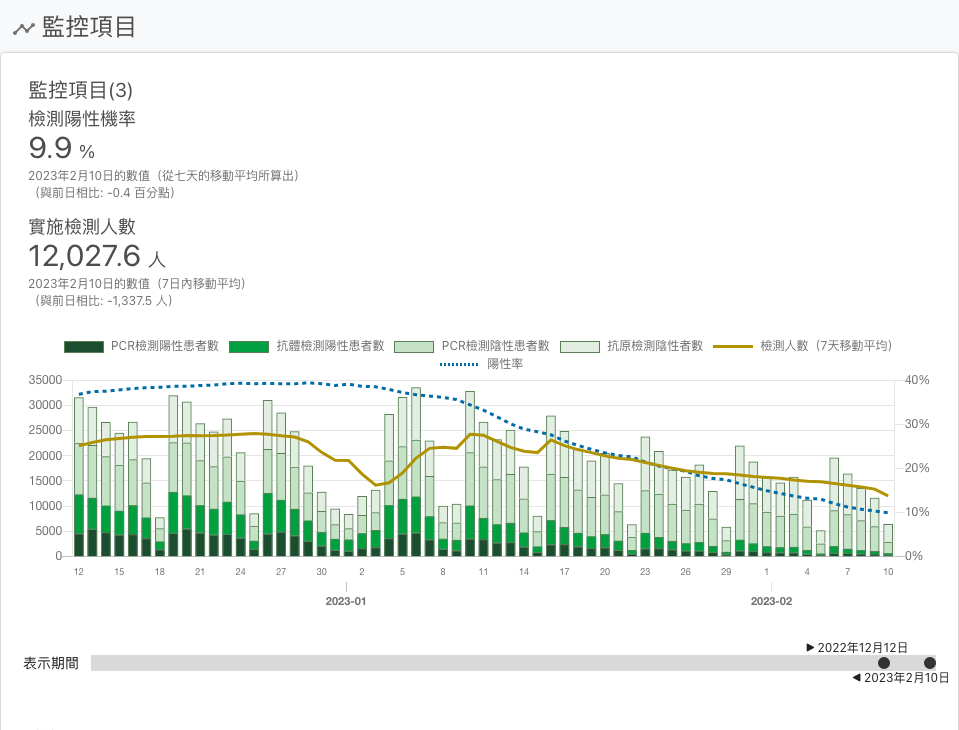 監控項目
監控項目(3)
檢測陽性機率
9.9 %
2023年2月10日的數值（從七天的移動平均所算出）
（與前日相比: -0.4 百分點）
實施檢測人數
12,027.6 人
2023年2月10日的數值（7日內移動平均）
（與前日相比: -1,337.5 人）
PCR檢測陽性患者數 抗體檢測陽性患者數 PCR檢測陰性患者數 抗原檢測陰性者數 檢測人數（7天移動平均）
陽性率
35000 40%
30000
25000 30%
20000 20%
15000
10000 10%
5000
0 0%
12 15 18 21 24 27 30 2 5 8 11 14 17 20 23 26 29 1 4 7 10
2023-01 2023-02
▶ 2022年12月12日
表示期間
◀ 2023年2月10日